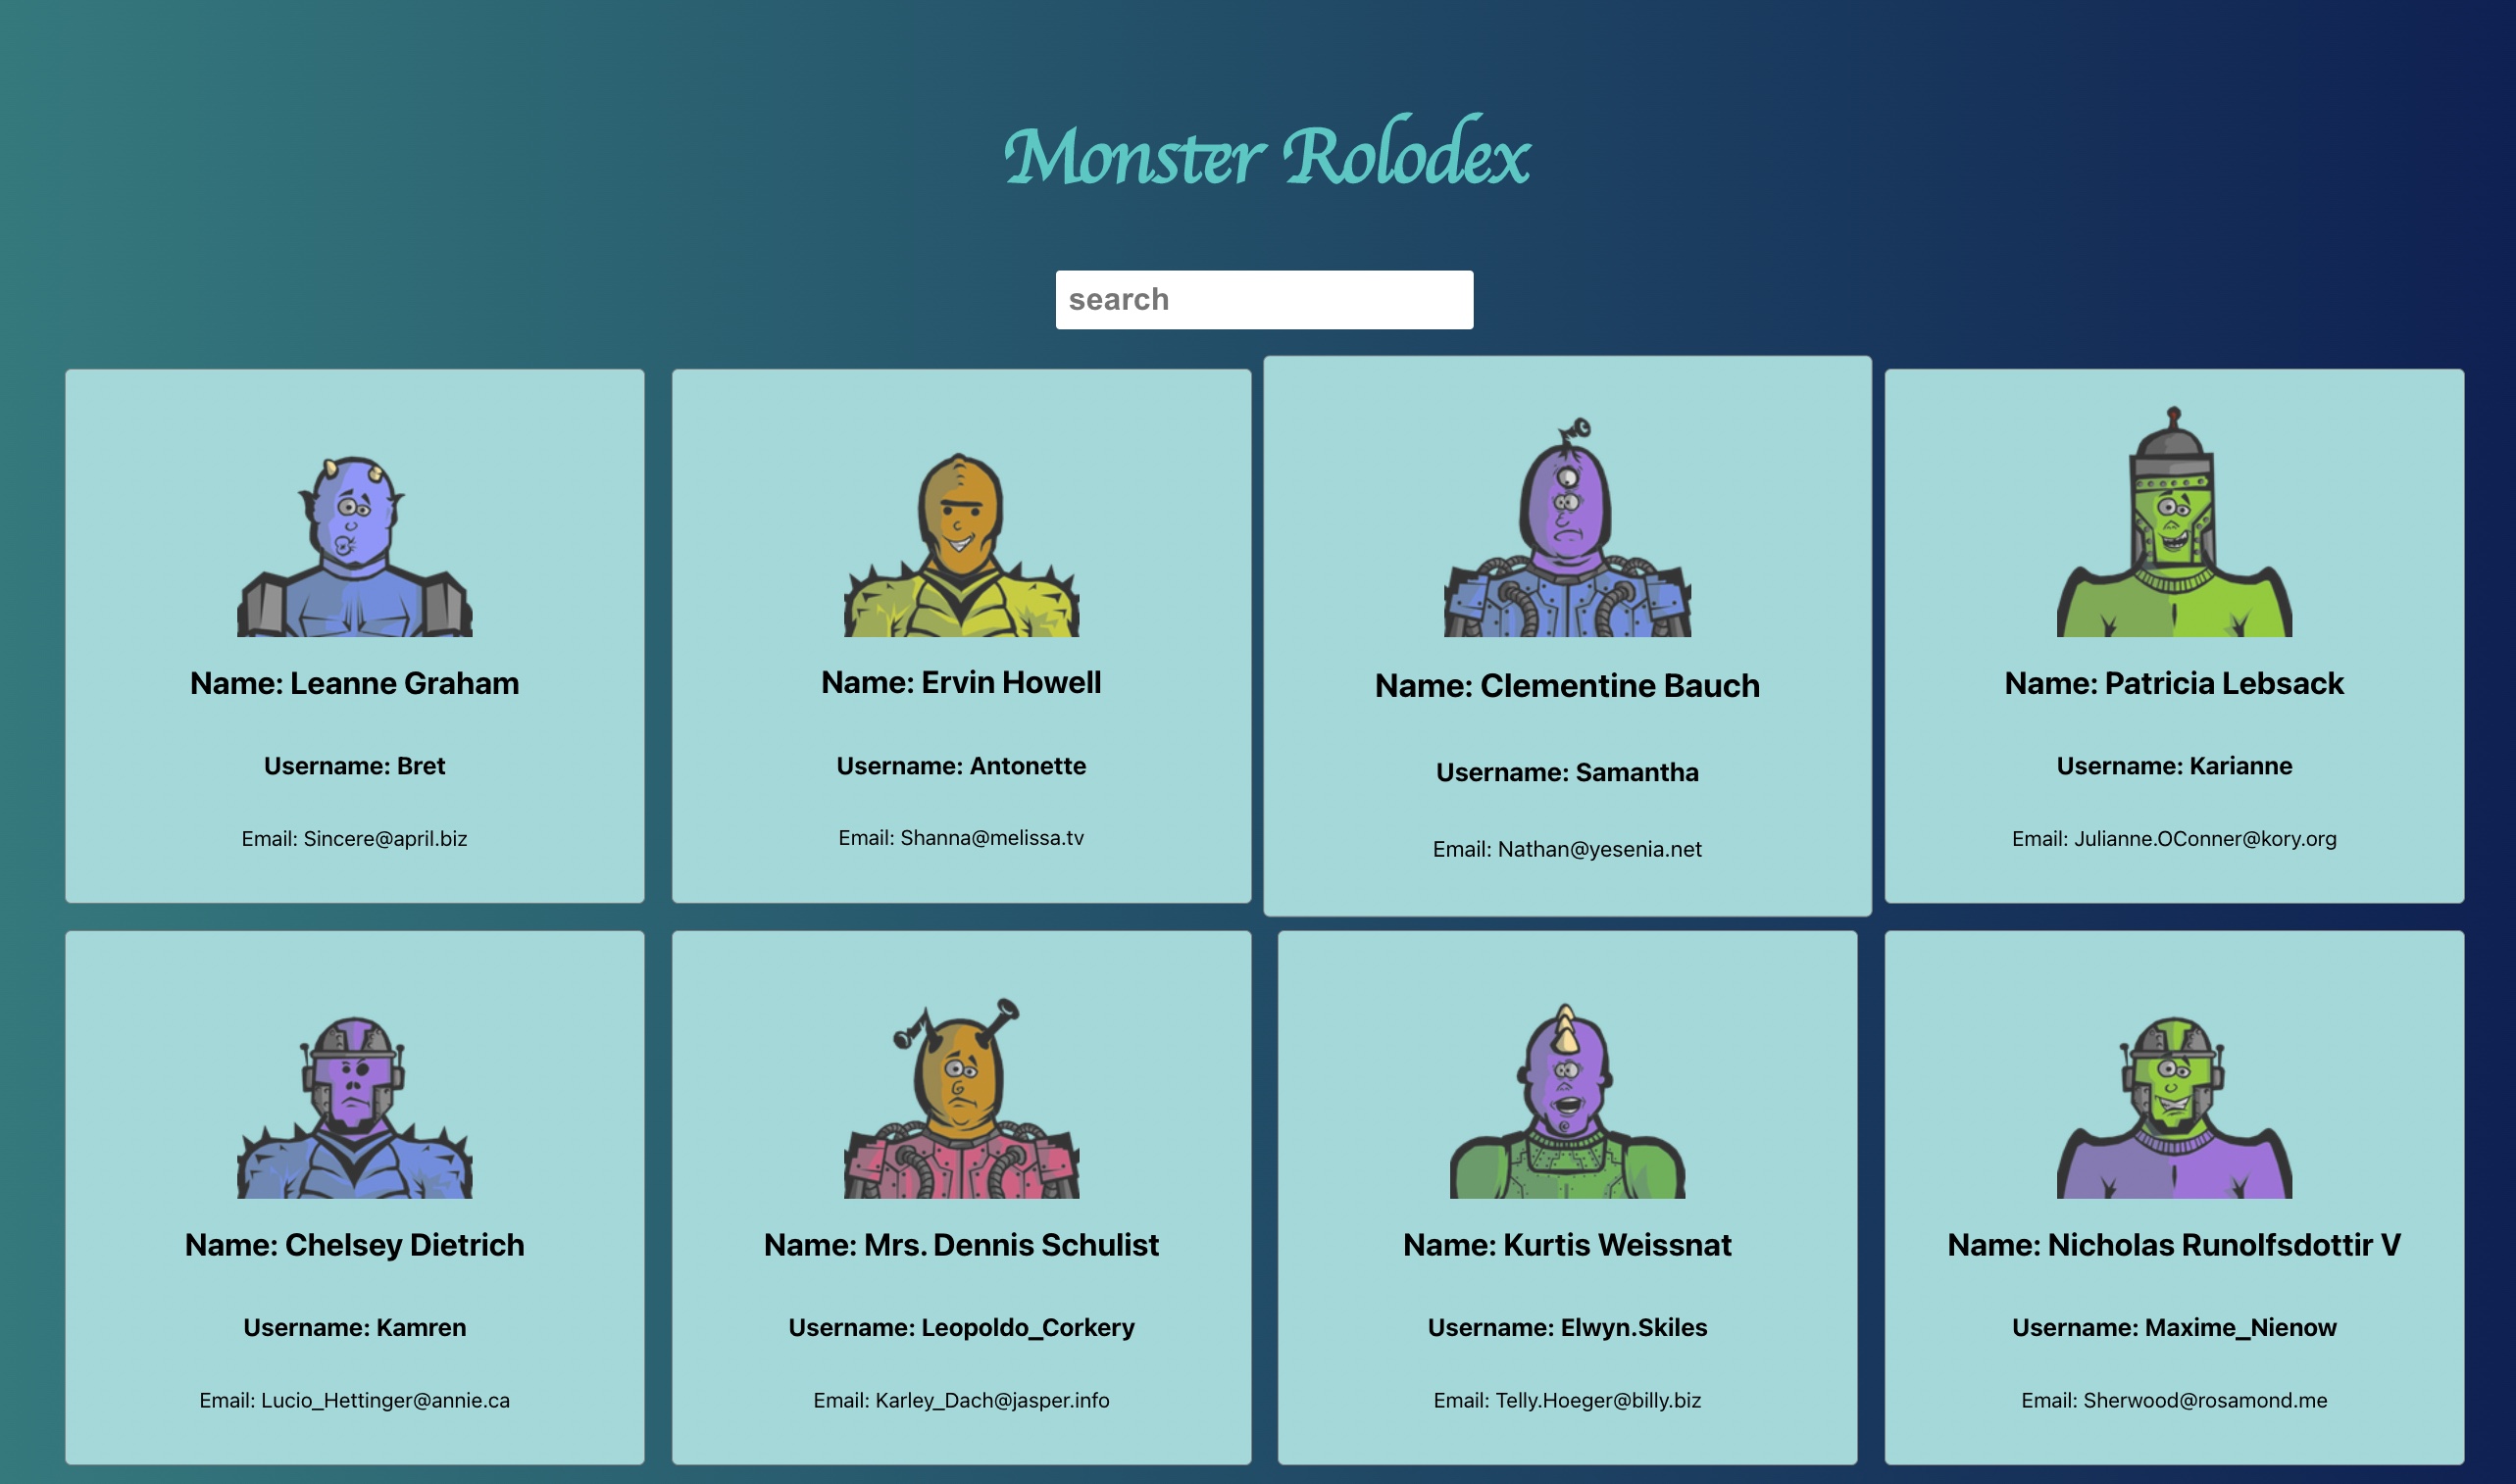 Monster Rolodex
search
Name: Leanne Graham
Username: Bret
Email: Sincere@april.biz
Name: Ervin Howell
Username: Antonette
Email: Shanna@melissa.tv
Name: Clementine Bauch
Username: Samantha
Email: Nathan@yesenia.net
Name: Patricia Lebsack
Username: Karianne
Email: Julianne.OConner@kory.org
Name: Chelsey Dietrich
Username: Kamren
Email: Lucio_Hettinger@annie.ca
Name: Mrs. Dennis Schulist
Username: Leopoldo_Corkery
Email: Karley_Dach@jasper.info
Name: Kurtis Weissnat
Username: Elwyn.Skiles
Email: Telly.Hoeger@billy.biz
Name: Nicholas Runolfsdottir V
Username: Maxime_Nienow
Email: Sherwood@rosamond.me